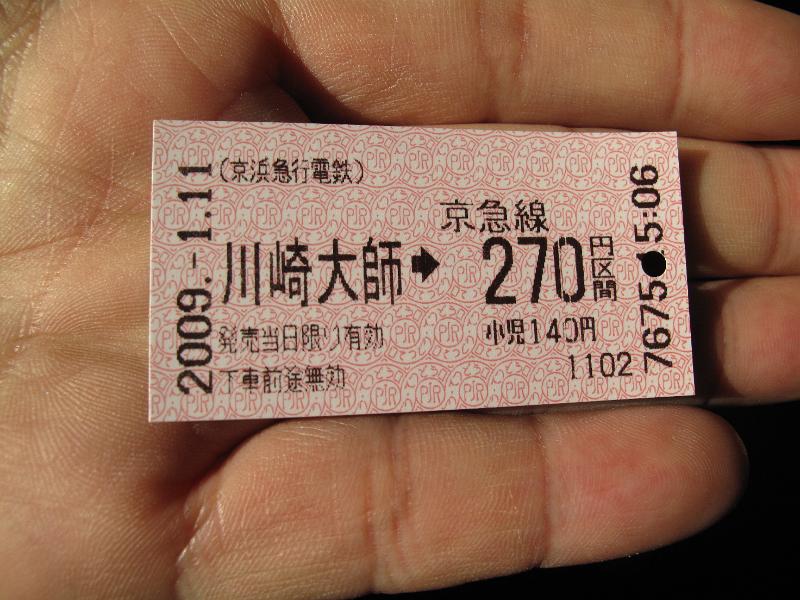 (京浜急行電鉄)
京急線
川崎大師➡270円区間
発売当日限り有効
小児140円
下車前途無効
1102
2009.-1.11
7675
5:06